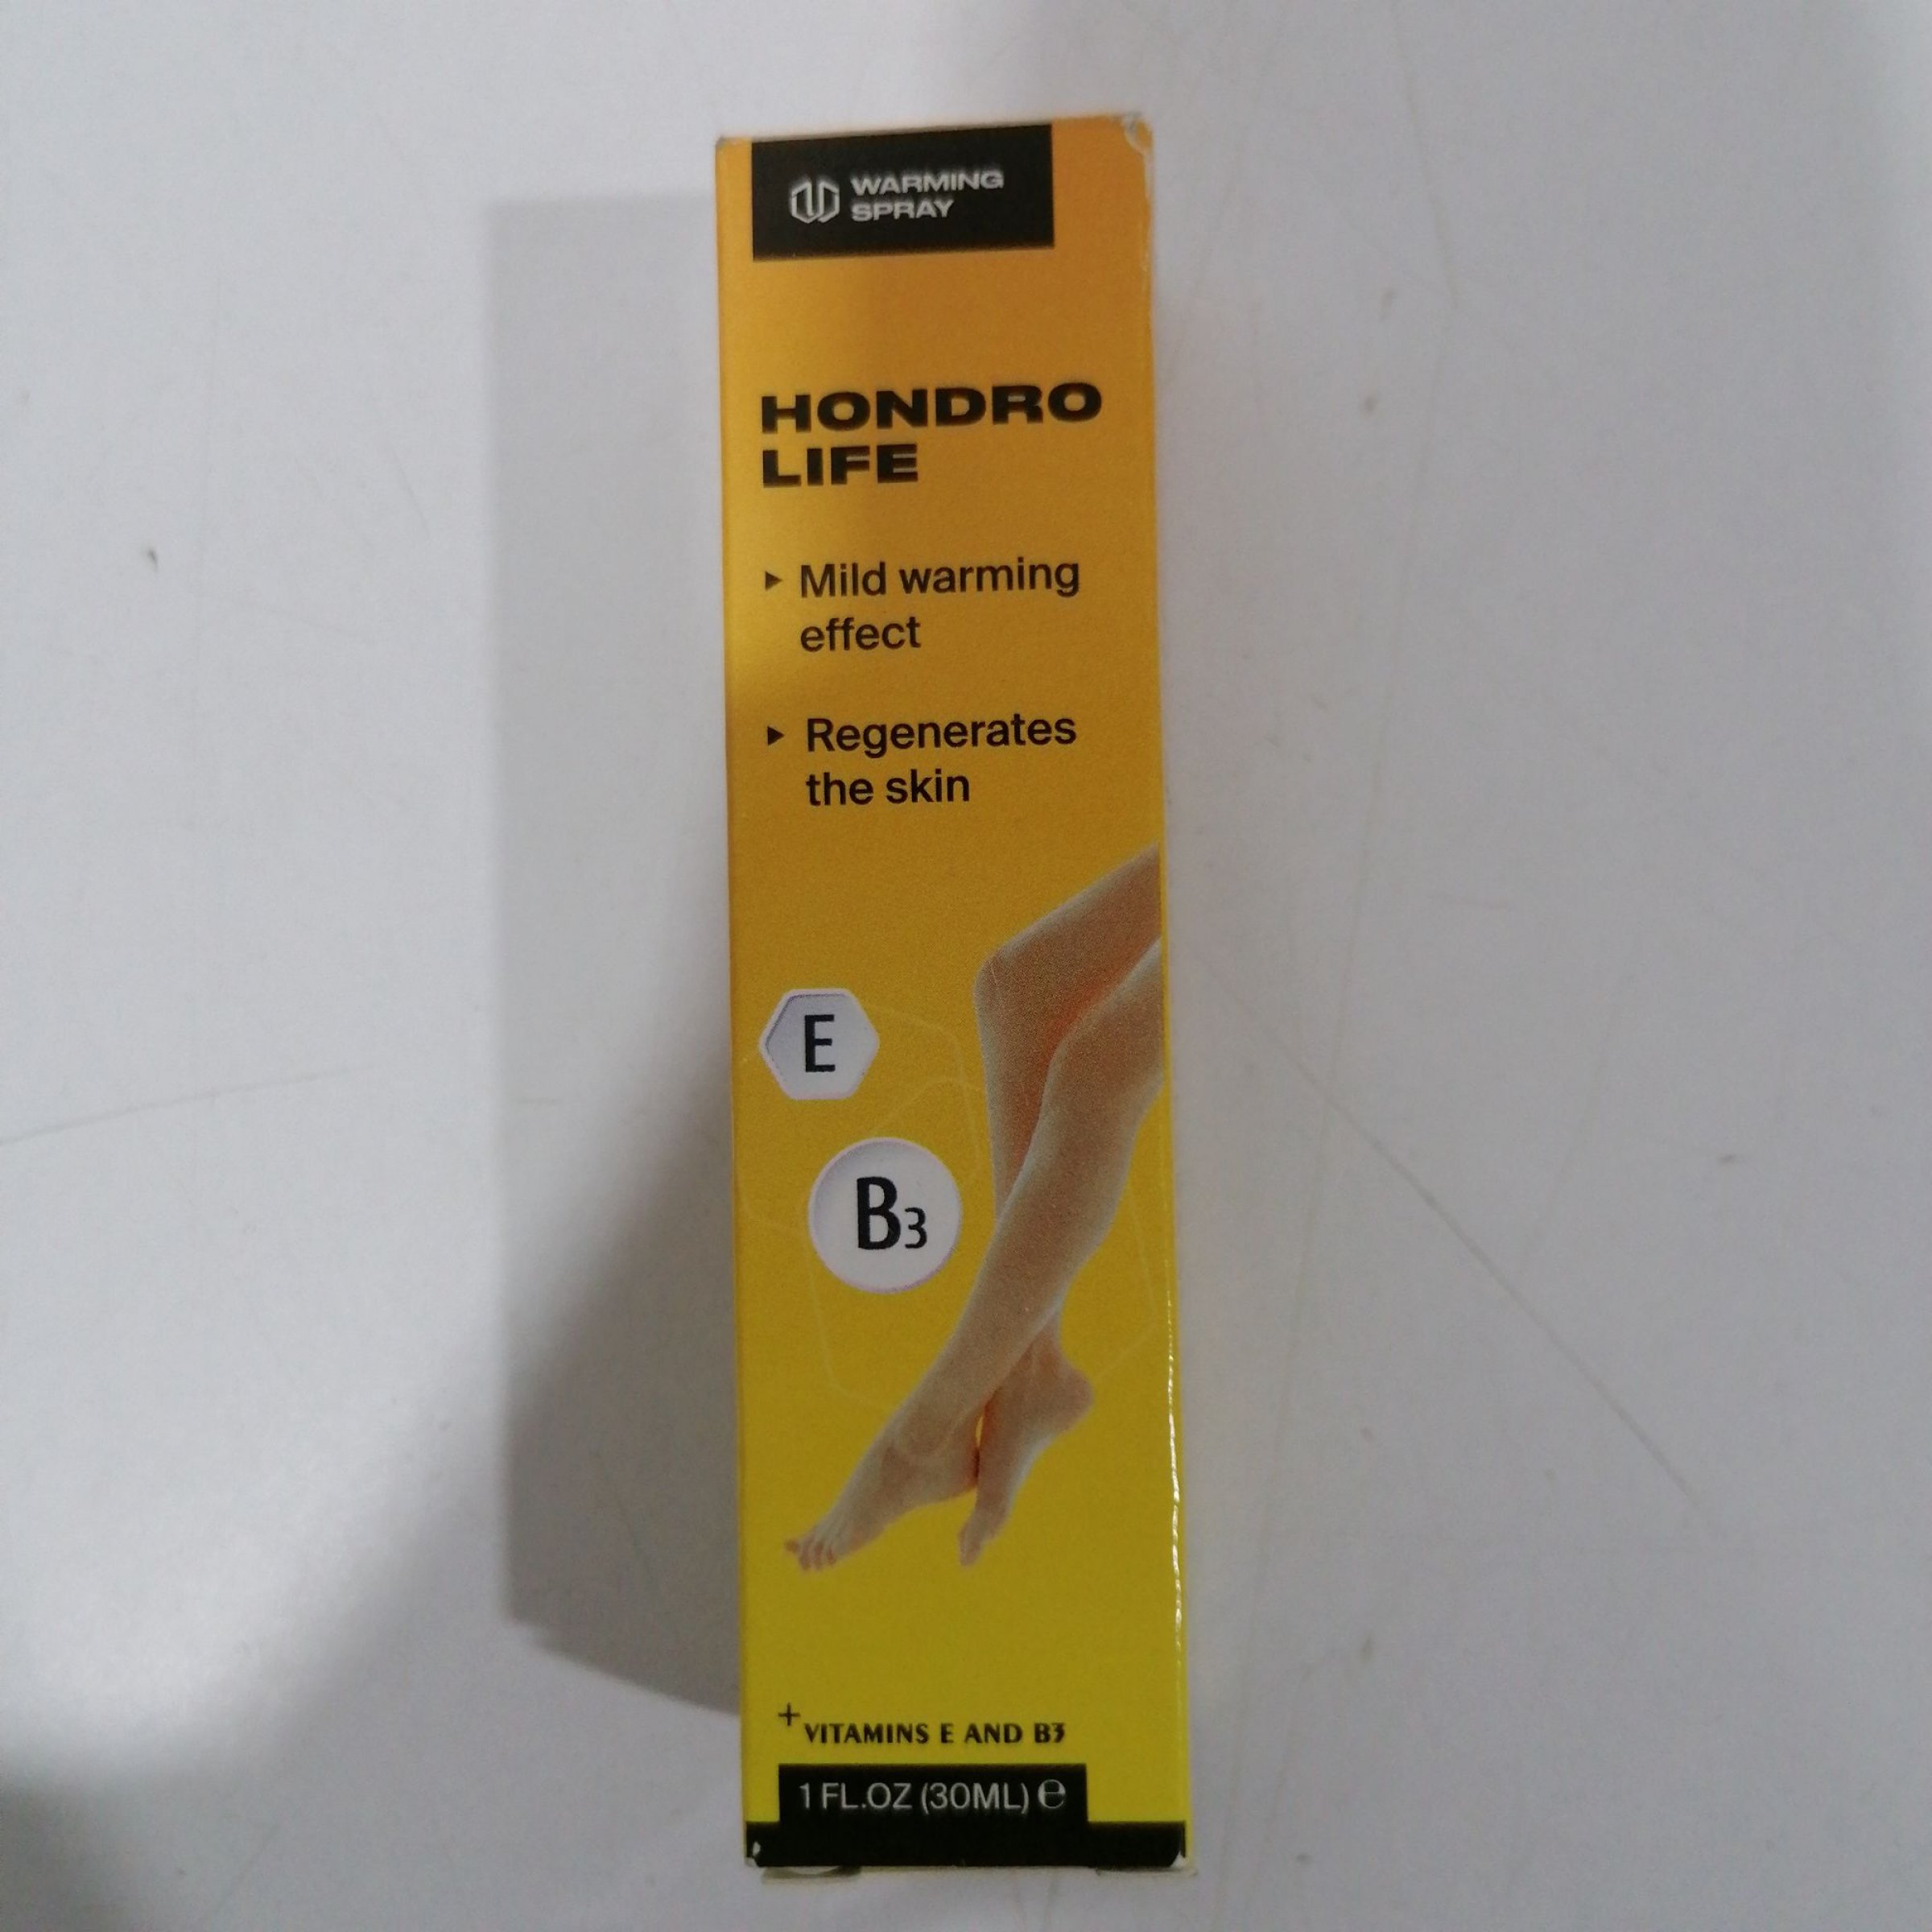 WARMING
SPRAY
HONDRO
LIFE
▸ Mild warming
effect
▸ Regenerates
the skin
E
B3
+VITAMINS E AND B3
1 FL.OZ (30ML) ℮